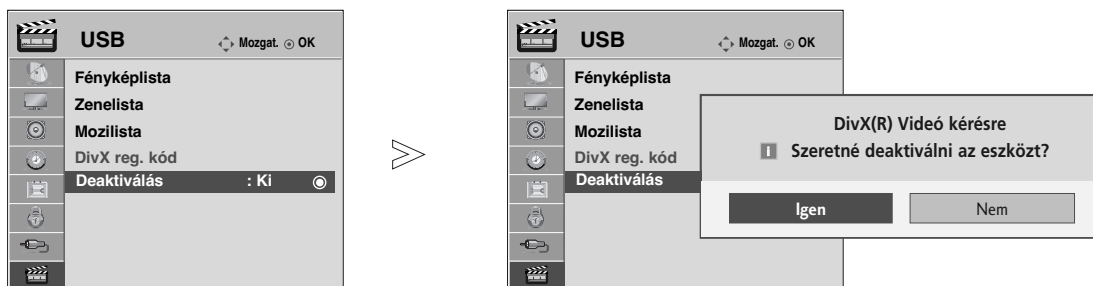 USB Mozgat. OK
Fényképlista
Zenelista
Mozilista
DivX reg. kód
Deaktiválás : Ki
USB Mozgat. OK
Fényképlista
Zenelista
Mozilista
DivX reg. kód
Deaktiválás
DivX(R) Videó kérésre
Szeretné deaktiválni az eszközt?
Igen Nem